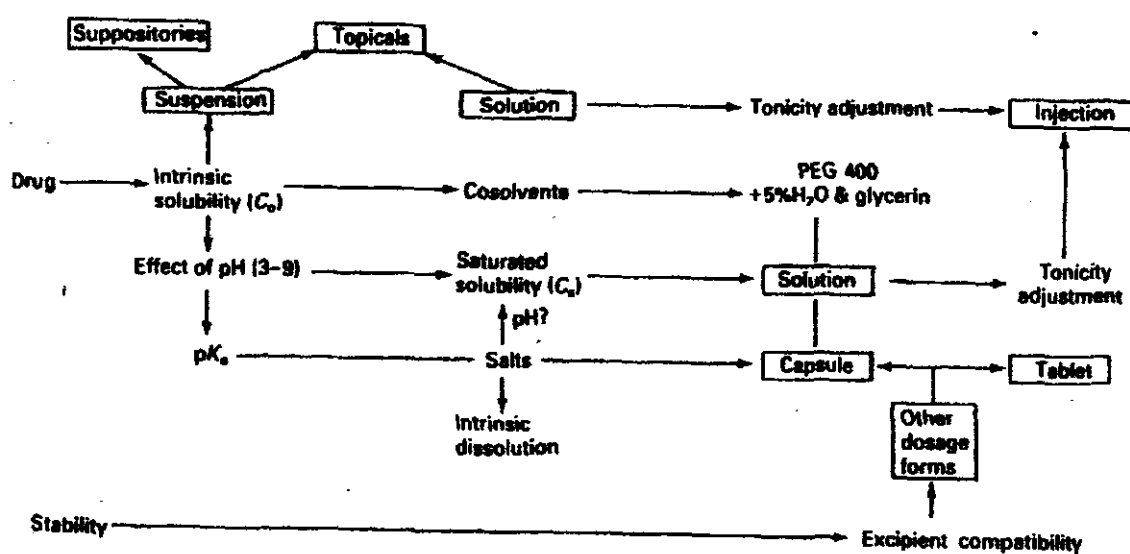 Suppositories
Topicals
Suspension
Solution
Tonicity adjustment
Injection
Drug
Intrinsic
solubility (Co)
Cosolvents
PEG 400
+5%H₂O & glycerin
Effect of pH (3-9)
Saturated
solubility (Cs)
Solution
Tonicity
adjustment
pH?
pKa
Salts
Capsule
Tablet
Intrinsic
dissolution
Other
dosage
forms
Stability
Excipient compatibility